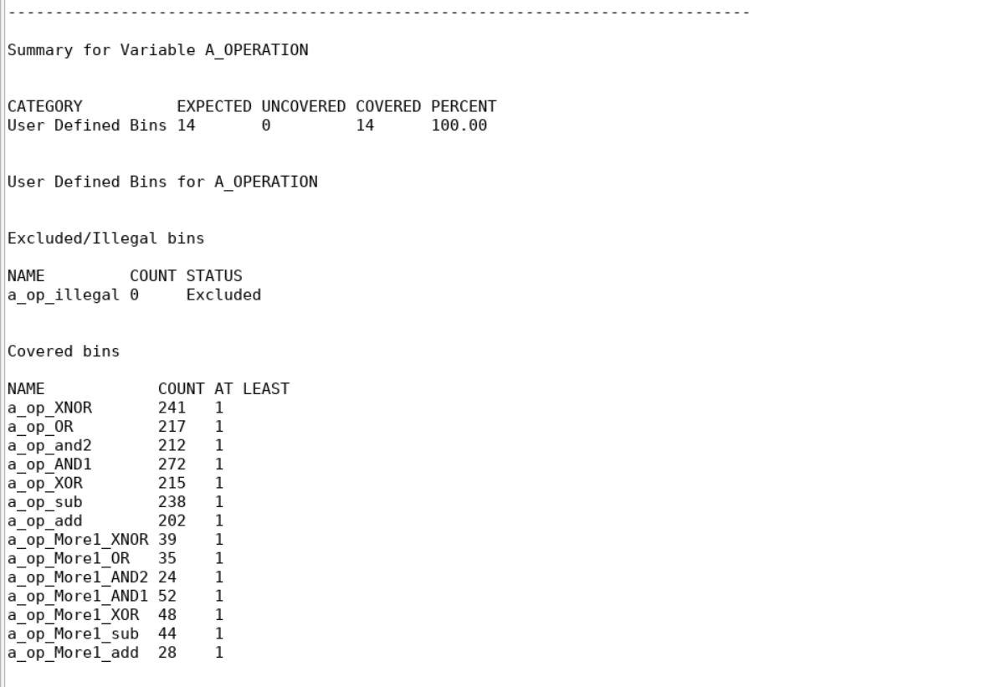 -------------------------------------------------------------------------------
Summary for Variable A_OPERATION
CATEGORY          EXPECTED UNCOVERED COVERED PERCENT
User Defined Bins 14       0         14      100.00
User Defined Bins for A_OPERATION
Excluded/Illegal bins
NAME         COUNT STATUS
a_op_illegal 0     Excluded
Covered bins
NAME            COUNT AT LEAST
a_op_XNOR       241   1
a_op_OR         217   1
a_op_and2       212   1
a_op_AND1       272   1
a_op_XOR        215   1
a_op_sub        238   1
a_op_add        202   1
a_op_More1_XNOR 39    1
a_op_More1_OR   35    1
a_op_More1_AND2 24    1
a_op_More1_AND1 52    1
a_op_More1_XOR  48    1
a_op_More1_sub  44    1
a_op_More1_add  28    1